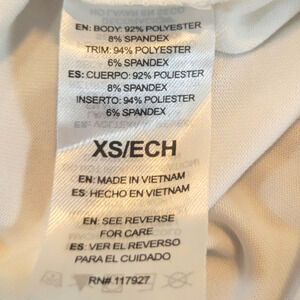 EN: BODY: 92% POLYESTER
8% SPANDEX
TRIM: 94% POLYESTER
6% SPANDEX
ES: CUERPO: 92% POLIESTER
8% SPANDEX
INSERTO: 94% POLIESTER
6% SPANDEX
XS/ECH
EN: MADE IN VIETNAM
ES: HECHO EN VIETNAM
EN: SEE REVERSE
FOR CARE
ES: VER EL REVERSO
PARA EL CUIDADO
RN# 117927